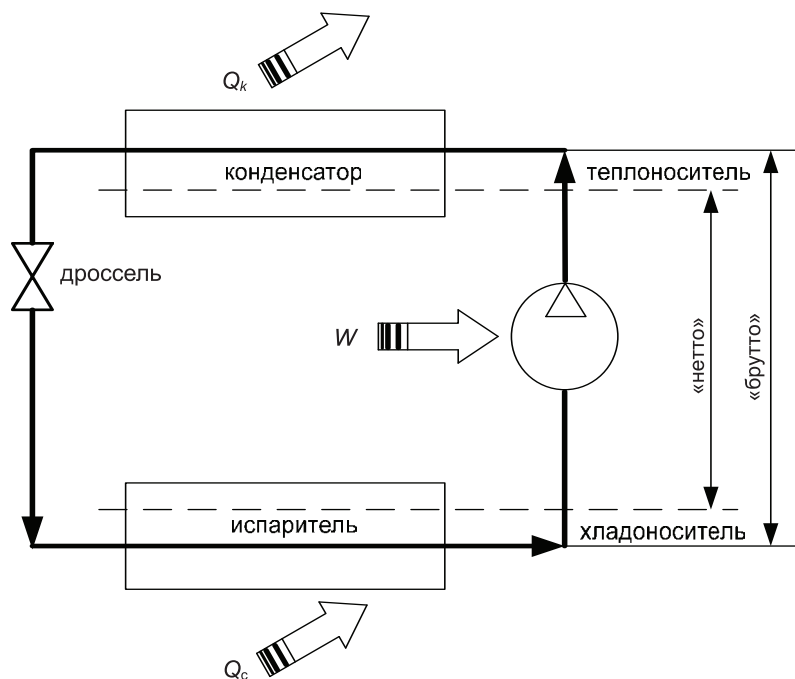 Qk
конденсатор
теплоноситель
дроссель
W
«нетто»
«брутто»
испаритель
хладоноситель
Qc